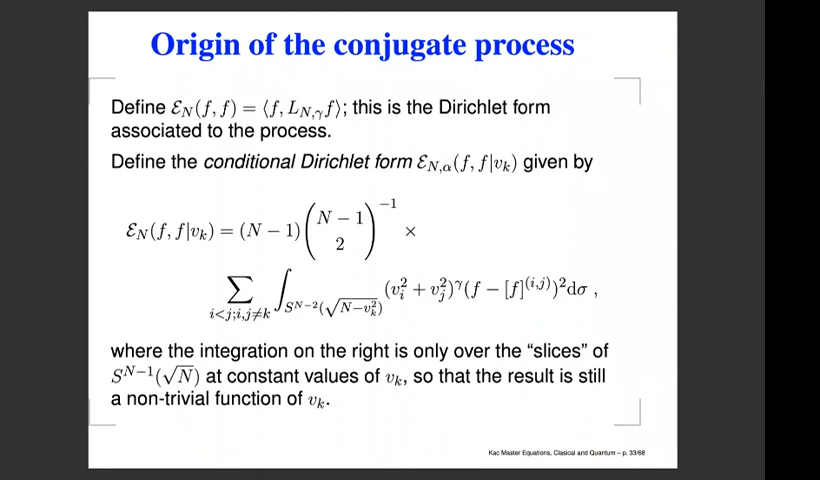 Origin of the conjugate process
Define ℰ_N(f, f) = ⟨f, L_{N,γ} f⟩; this is the Dirichlet form
associated to the process.
Define the conditional Dirichlet form ℰ_{N,α}(f, f|v_k) given by
ℰ_N(f, f|v_k) = (N − 1) \binom{N − 1}{2}^{−1} ×
∑_{i<j;i,j≠k} ∫_{S^{N−2}(√(N−v_k^2))} (v_i^2 + v_j^2)^γ (f − [f]^{(i,j)})^2 dσ ,
where the integration on the right is only over the “slices” of
S^{N−1}(√N) at constant values of v_k, so that the result is still
a non-trivial function of v_k.
Kac Master Equations, Clasical and Quantum – p. 33/68